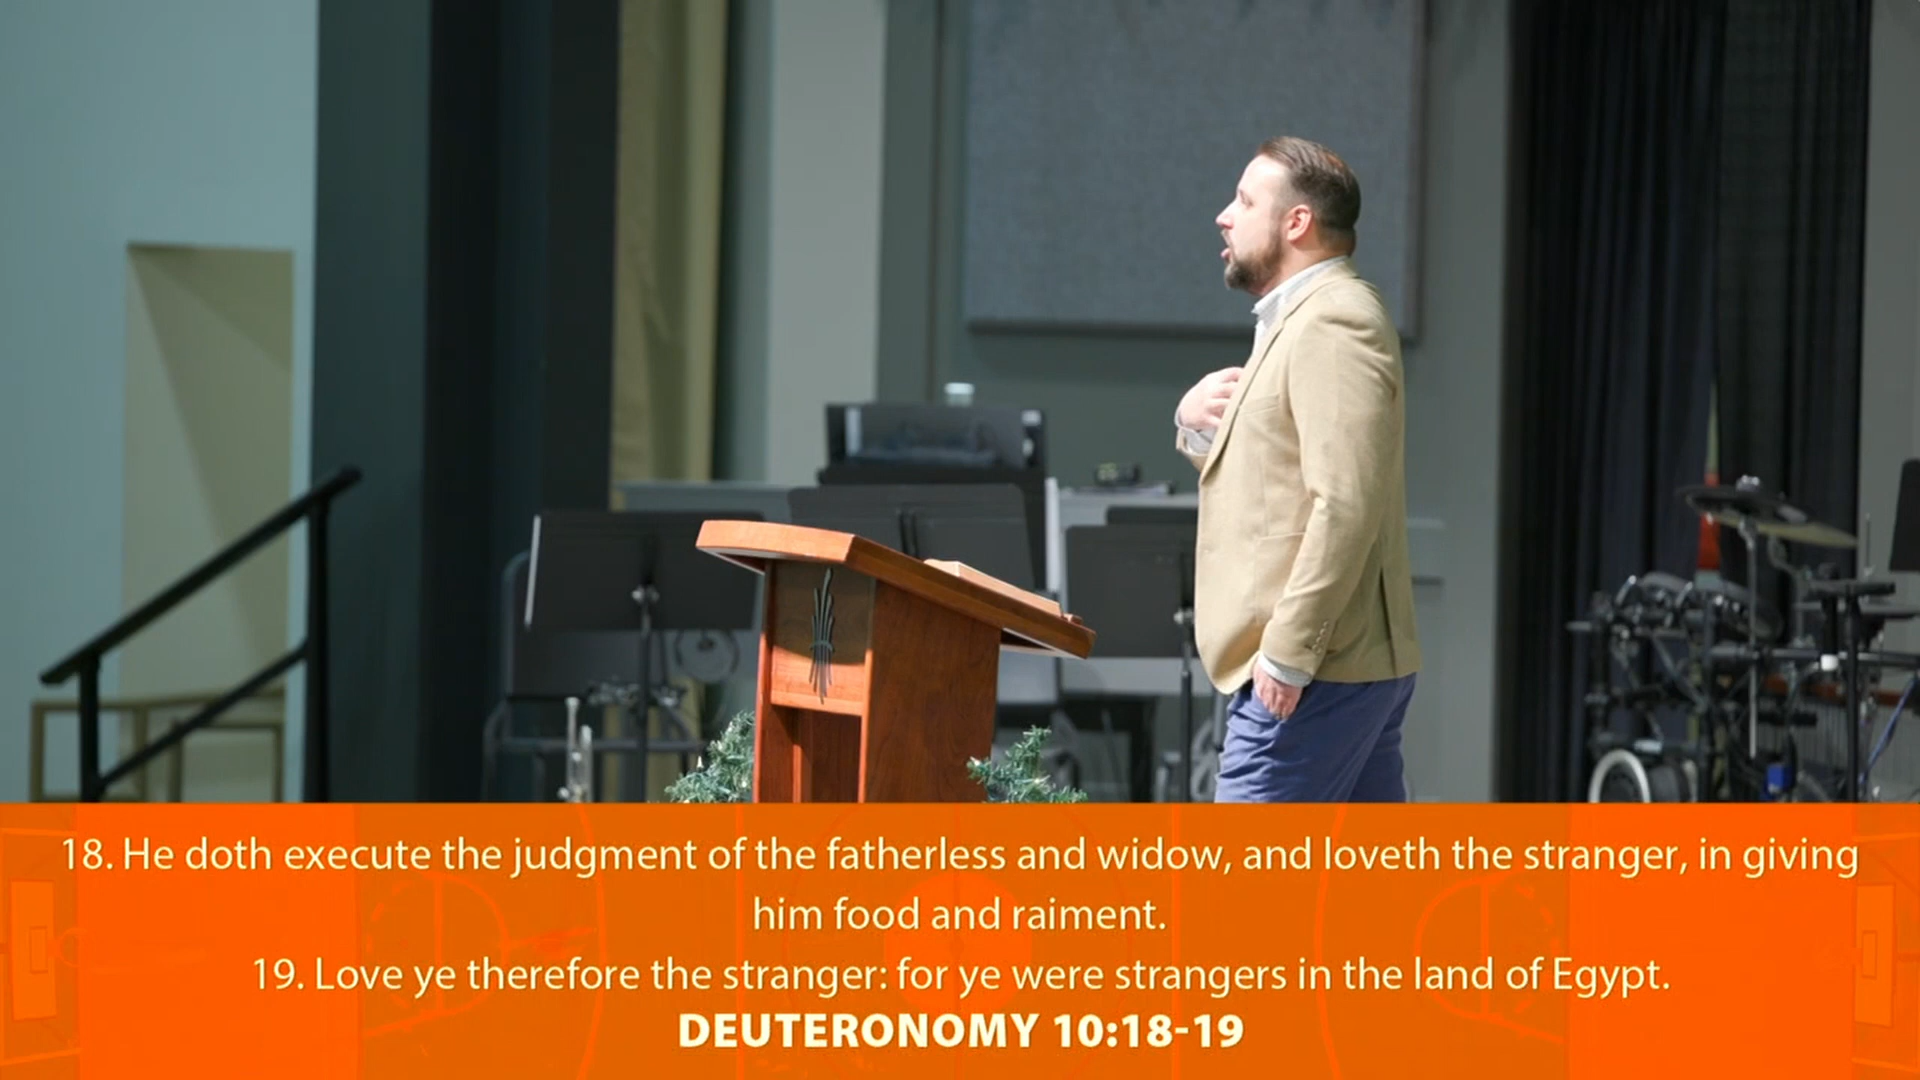 18. He doth execute the judgment of the fatherless and widow, and loveth the stranger, in giving
him food and raiment.
19. Love ye therefore the stranger: for ye were strangers in the land of Egypt.
DEUTERONOMY 10:18-19